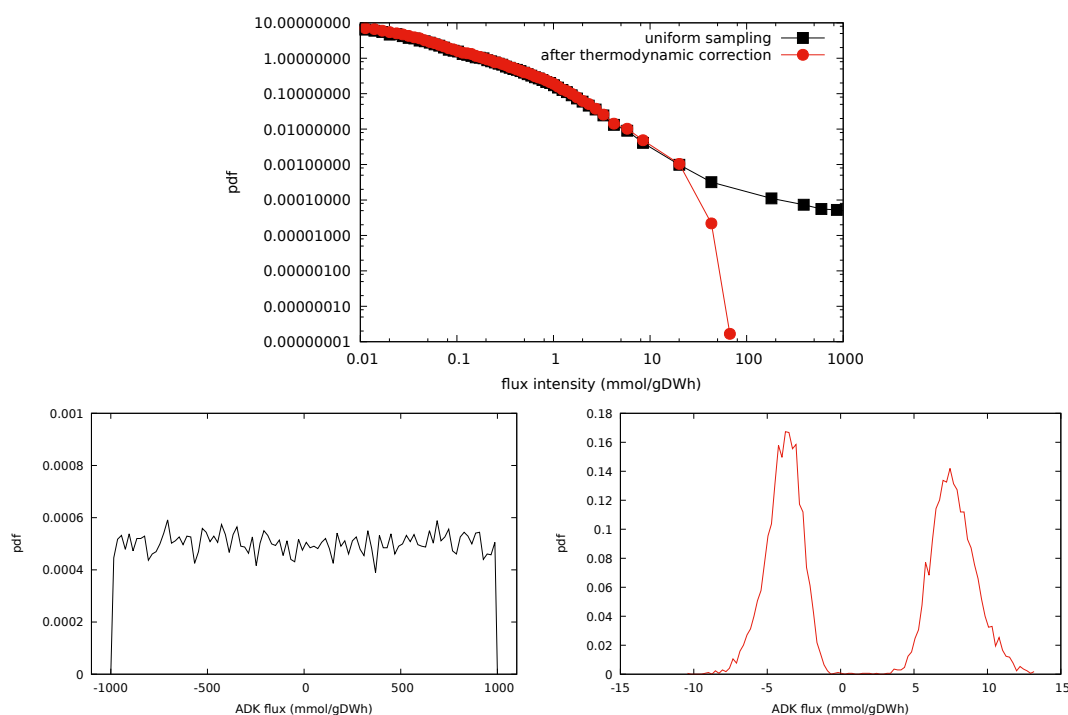 10.00000000
1.00000000
0.10000000
0.01000000
0.00100000
0.00010000
0.00001000
0.00000100
0.00000010
0.00000001
pdf
uniform sampling
after thermodynamic correction
0.01 0.1 1 10 100 1000
flux intensity (mmol/gDWh)
0.001
0.0008
0.0006
0.0004
0.0002
0
pdf
-1000 -500 0 500 1000
ADK flux (mmol/gDWh)
0.18
0.16
0.14
0.12
0.1
0.08
0.06
0.04
0.02
0
pdf
-15 -10 -5 0 5 10 15
ADK flux (mmol/gDWh)